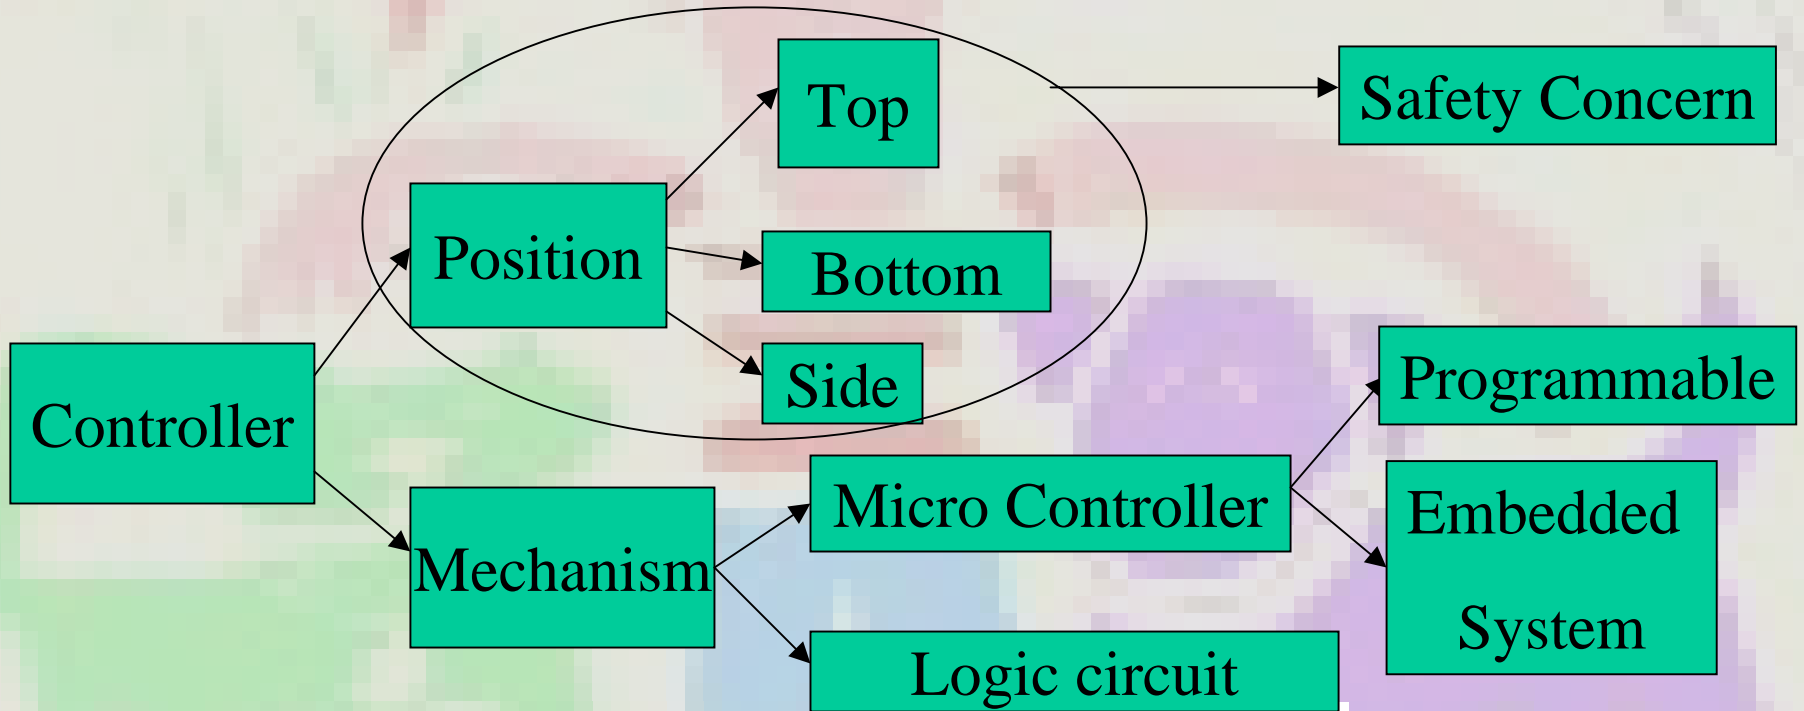 Top
Safety Concern
Position
Bottom
Side
Programmable
Controller
Micro Controller
Embedded
System
Mechanism
Logic circuit